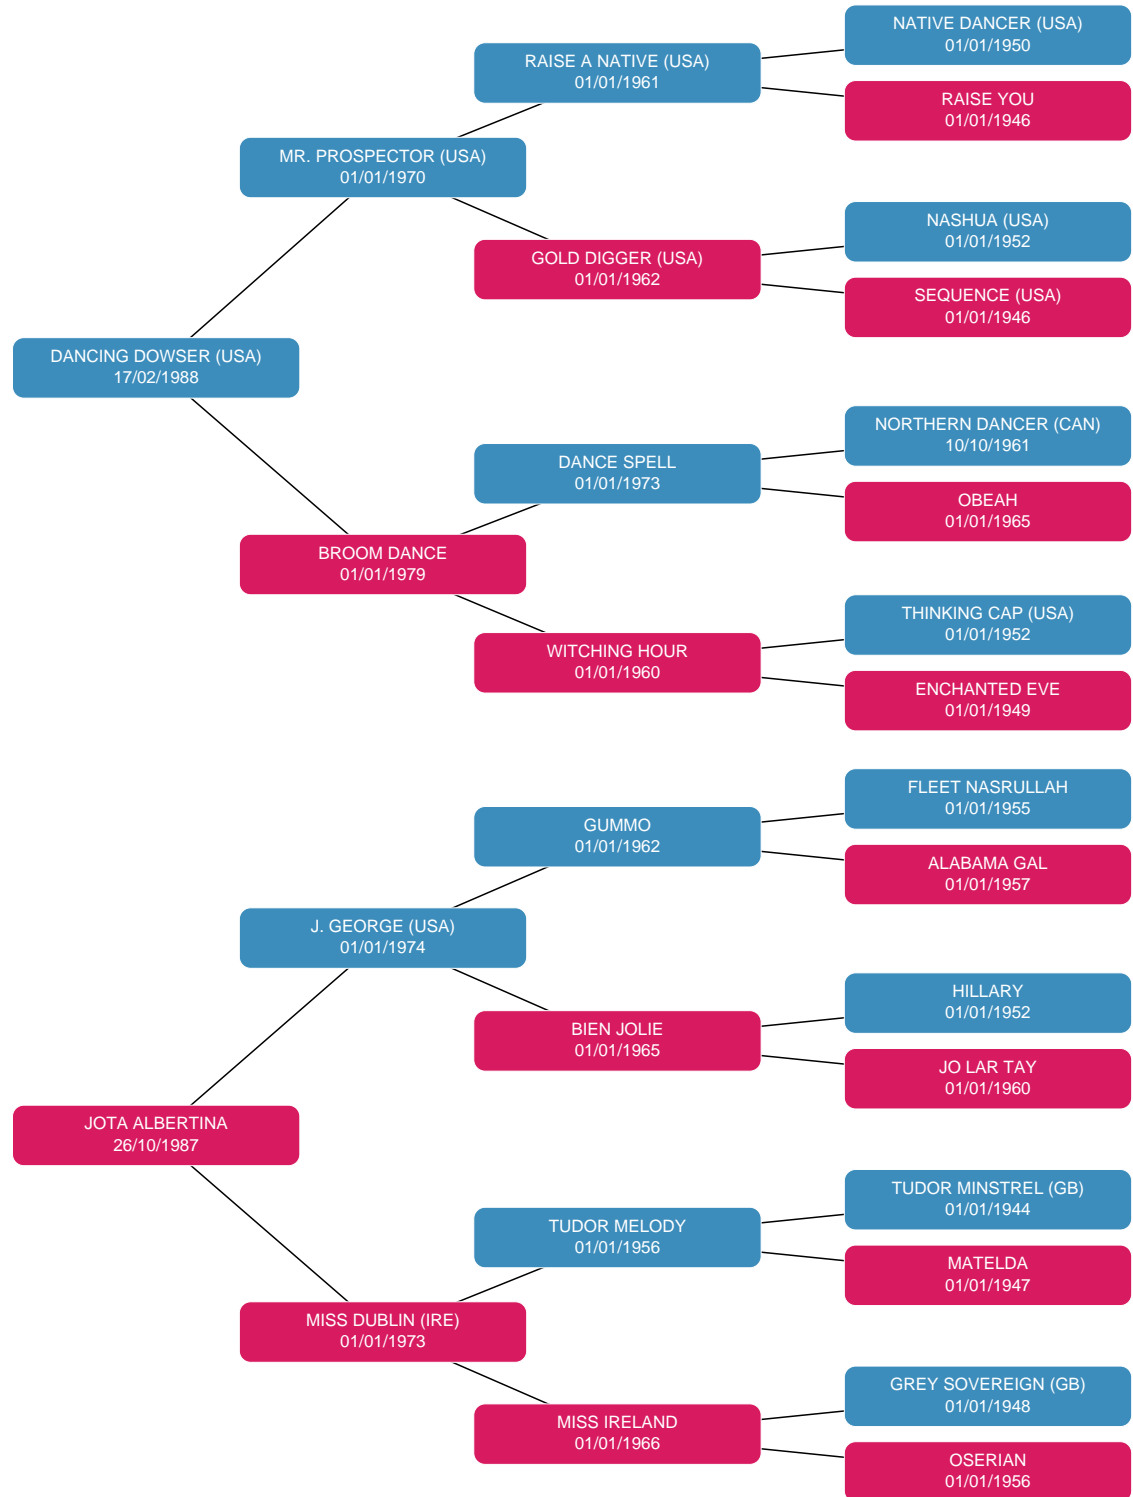 NATIVE DANCER (USA)
01/01/1950
RAISE A NATIVE (USA)
01/01/1961
RAISE YOU
01/01/1946
MR. PROSPECTOR (USA)
01/01/1970
NASHUA (USA)
01/01/1952
GOLD DIGGER (USA)
01/01/1962
SEQUENCE (USA)
01/01/1946
DANCING DOWSER (USA)
17/02/1988
NORTHERN DANCER (CAN)
10/10/1961
DANCE SPELL
01/01/1973
OBEAH
01/01/1965
BROOM DANCE
01/01/1979
THINKING CAP (USA)
01/01/1952
WITCHING HOUR
01/01/1960
ENCHANTED EVE
01/01/1949
FLEET NASRULLAH
01/01/1955
GUMMO
01/01/1962
ALABAMA GAL
01/01/1957
J. GEORGE (USA)
01/01/1974
HILLARY
01/01/1952
BIEN JOLIE
01/01/1965
JO LAR TAY
01/01/1960
JOTA ALBERTINA
26/10/1987
TUDOR MINSTREL (GB)
01/01/1944
TUDOR MELODY
01/01/1956
MATELDA
01/01/1947
MISS DUBLIN (IRE)
01/01/1973
GREY SOVEREIGN (GB)
01/01/1948
MISS IRELAND
01/01/1966
OSERIAN
01/01/1956